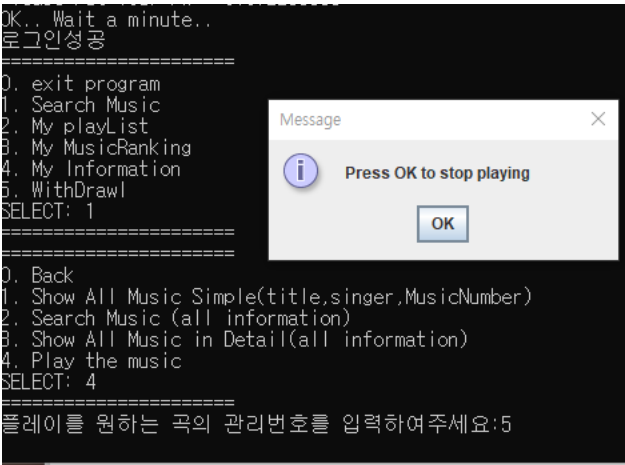 OK.. Wait a minute..
로그인성공
======================
0. exit program
1. Search Music
2. My playList
3. My MusicRanking
4. My Information
5. WithDrawl
SELECT: 1
======================
======================
0. Back
1. Show All Music Simple(title,singer,MusicNumber)
2. Search Music (all information)
3. Show All Music in Detail(all information)
4. Play the music
SELECT: 4
======================
플레이를 원하는 곡의 관리번호를 입력하여주세요:5
Message
Press OK to stop playing
OK